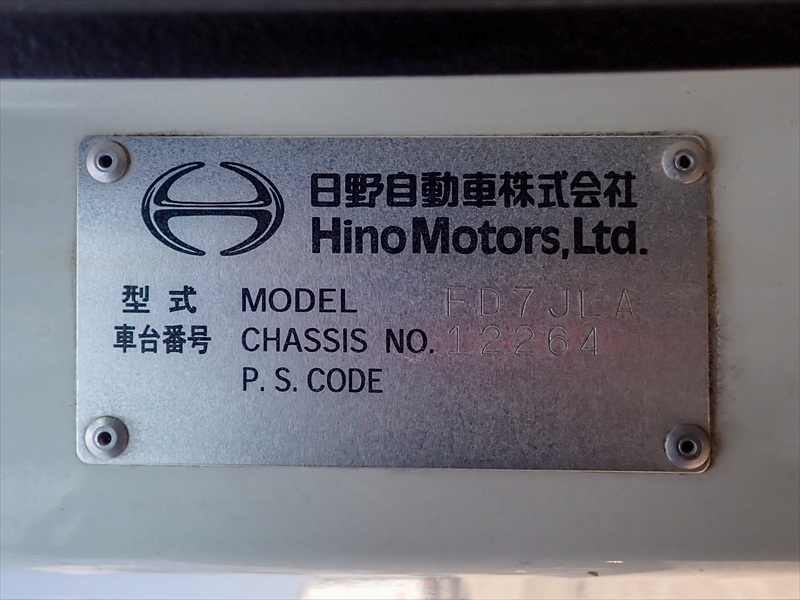 日野自動車株式会社
Hino Motors, Ltd.
型式 MODEL FD7JLA
車台番号 CHASSIS NO. 12264
P. S. CODE